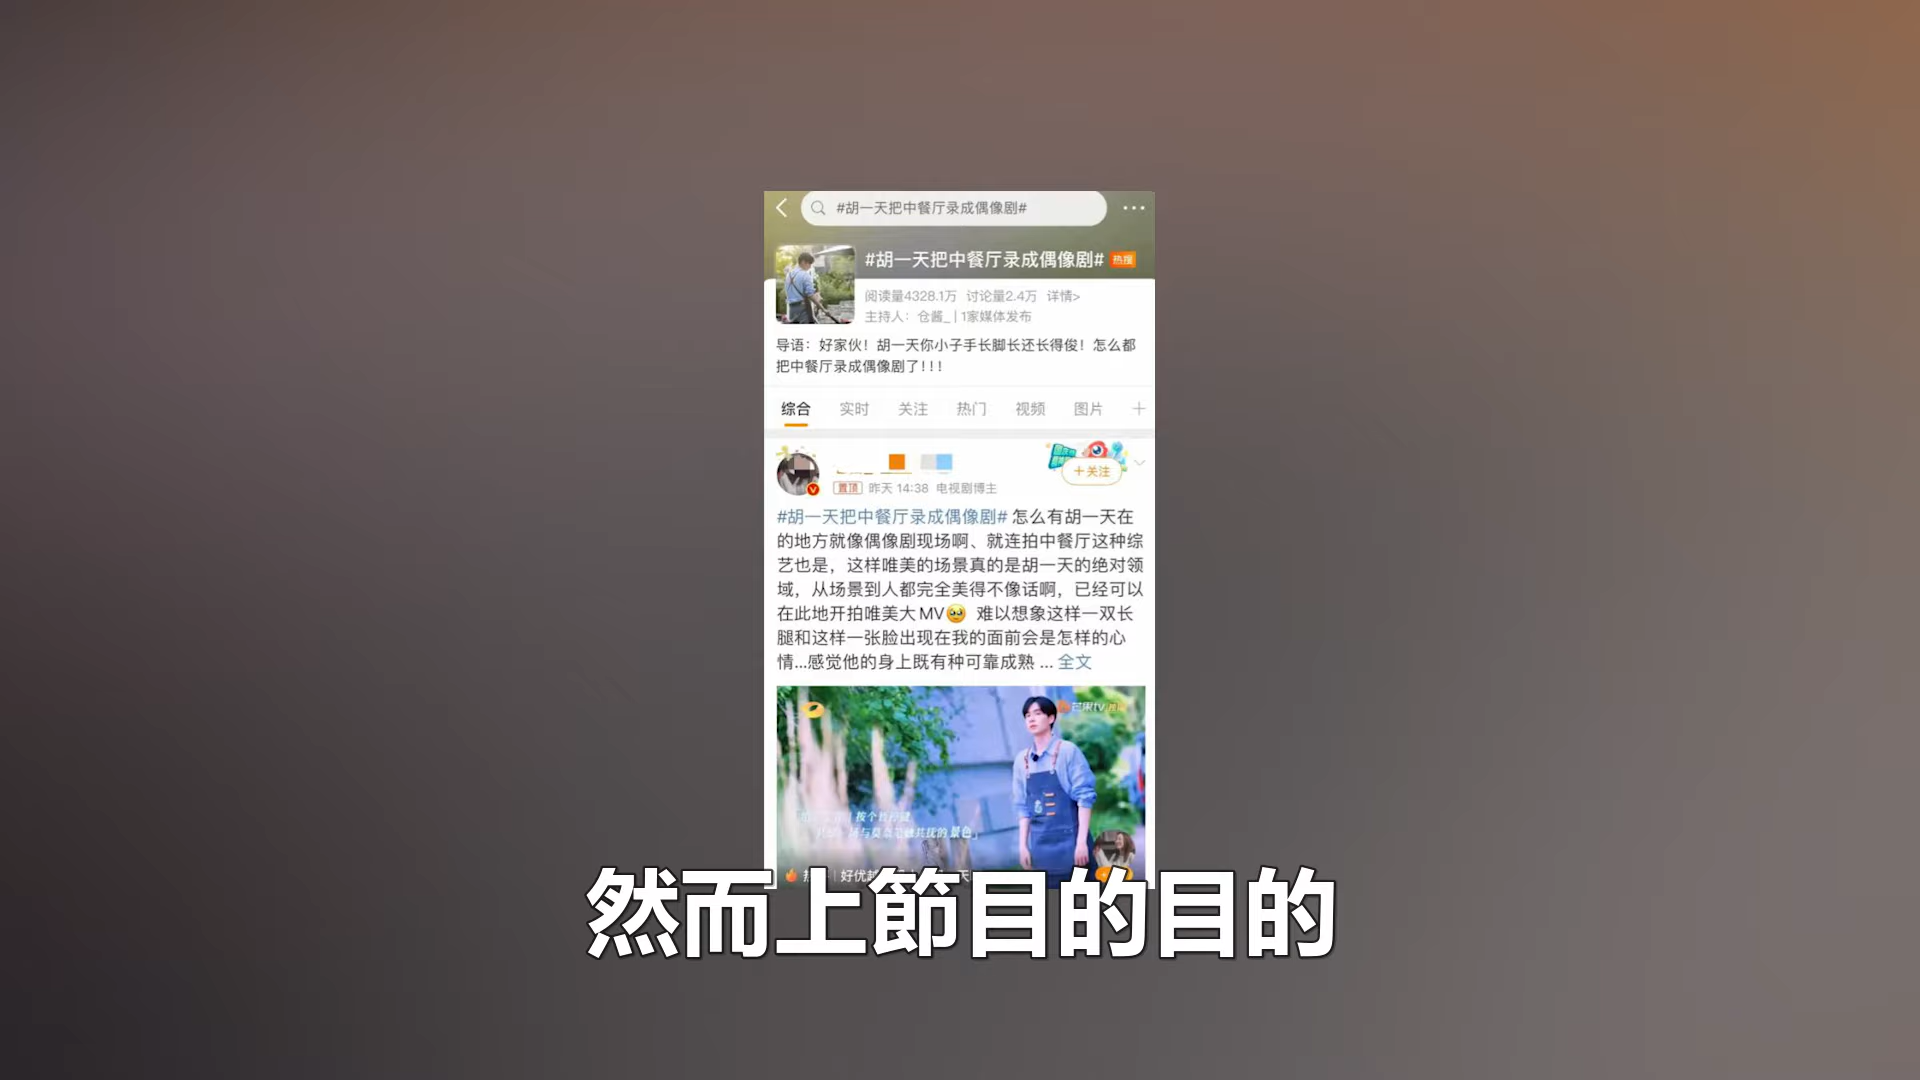 #胡一天把中餐厅录成偶像剧#
#胡一天把中餐厅录成偶像剧# 热搜
阅读量4328.1万 讨论量2.4万 详情>
主持人：仓酱_ | 1家媒体发布
导语：好家伙！胡一天你小子手长脚长还长得俊！怎么都
把中餐厅录成偶像剧了！！！
综合 实时 关注 热门 视频 图片
+关注
置顶 昨天 14:38 电视剧博主
#胡一天把中餐厅录成偶像剧# 怎么有胡一天在
的地方就像偶像剧现场啊、就连拍中餐厅这种综
艺也是，这样唯美的场景真的是胡一天的绝对领
域，从场景到人都完全美得不像话啊，已经可以
在此地开拍唯美大MV🥹 难以想象这样一双长
腿和这样一张脸出现在我的面前会是怎样的心
情...感觉他的身上既有种可靠成熟 ... 全文
芒果tv
按个
的景色」
好优越
然而上節目的目的